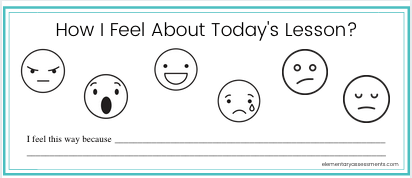 How I Feel About Today's Lesson?
I feel this way because
elementaryassessments.com